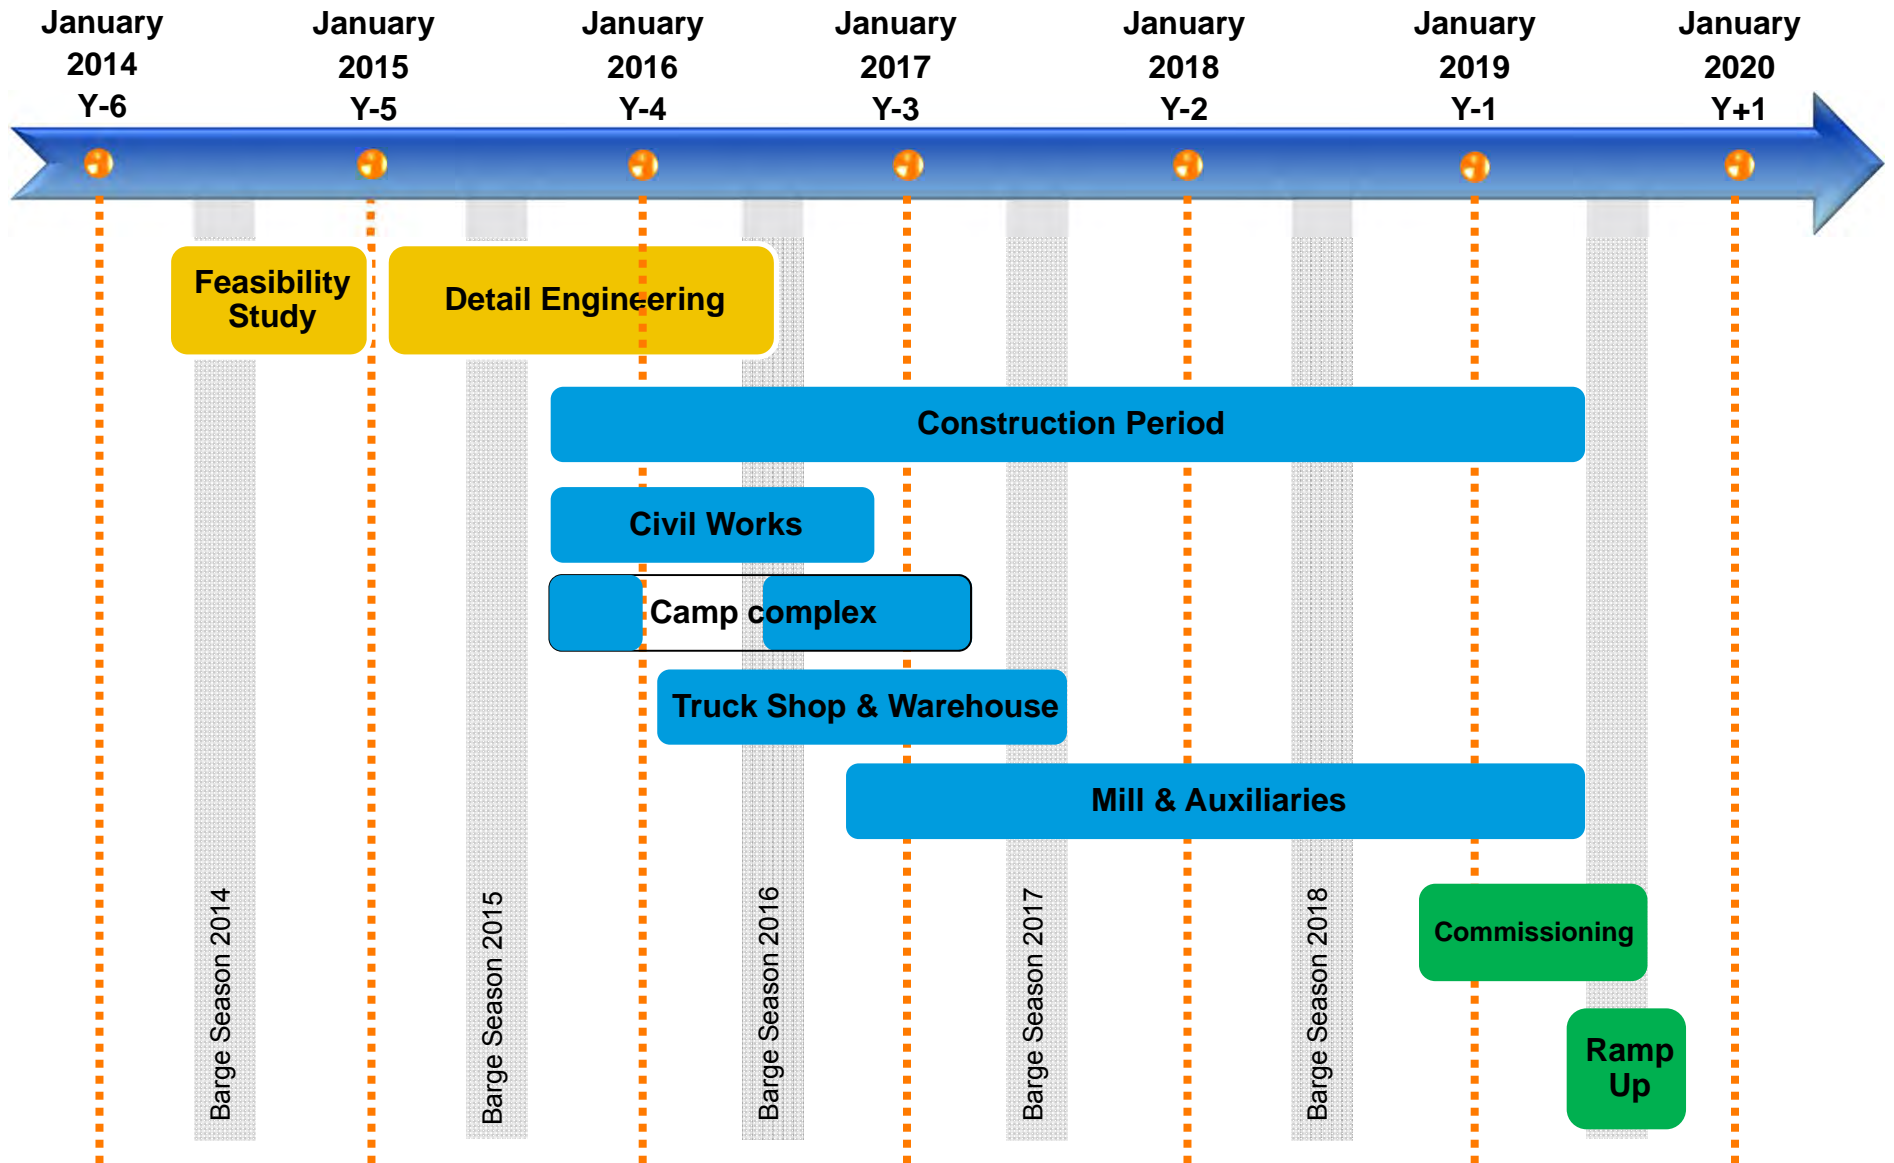 January
2014
Y-6
January
2015
Y-5
January
2016
Y-4
January
2017
Y-3
January
2018
Y-2
January
2019
Y-1
January
2020
Y+1
Feasibility
Study
Detail Engineering
Construction Period
Civil Works
Camp complex
Truck Shop & Warehouse
Mill & Auxiliaries
Commissioning
Ramp
Up
Barge Season 2014
Barge Season 2015
Barge Season 2016
Barge Season 2017
Barge Season 2018